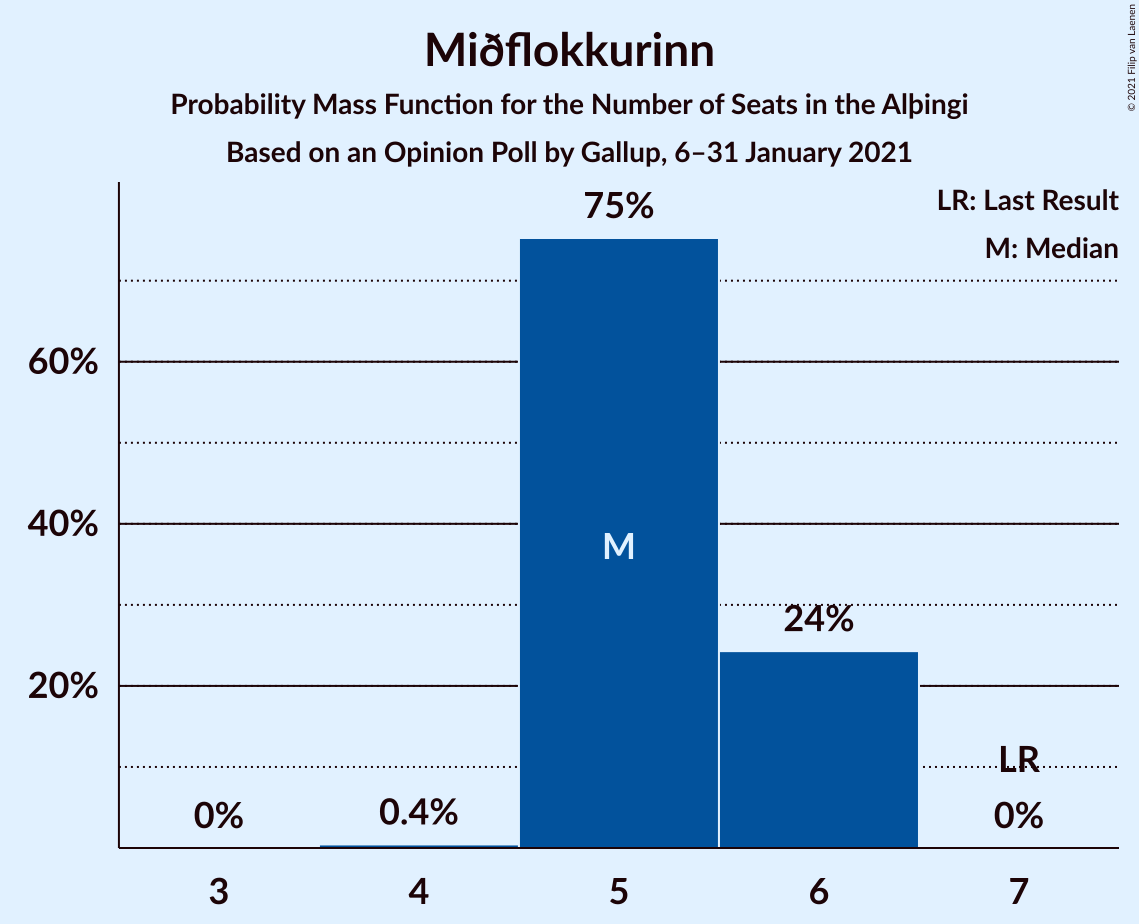 Miðflokkurinn
Probability Mass Function for the Number of Seats in the Alþingi
Based on an Opinion Poll by Gallup, 6–31 January 2021
© 2021 Filip van Laenen
LR: Last Result
M: Median
75%
60%
40%
M
24%
20%
LR
0%
0.4%
0%
3
4
5
6
7